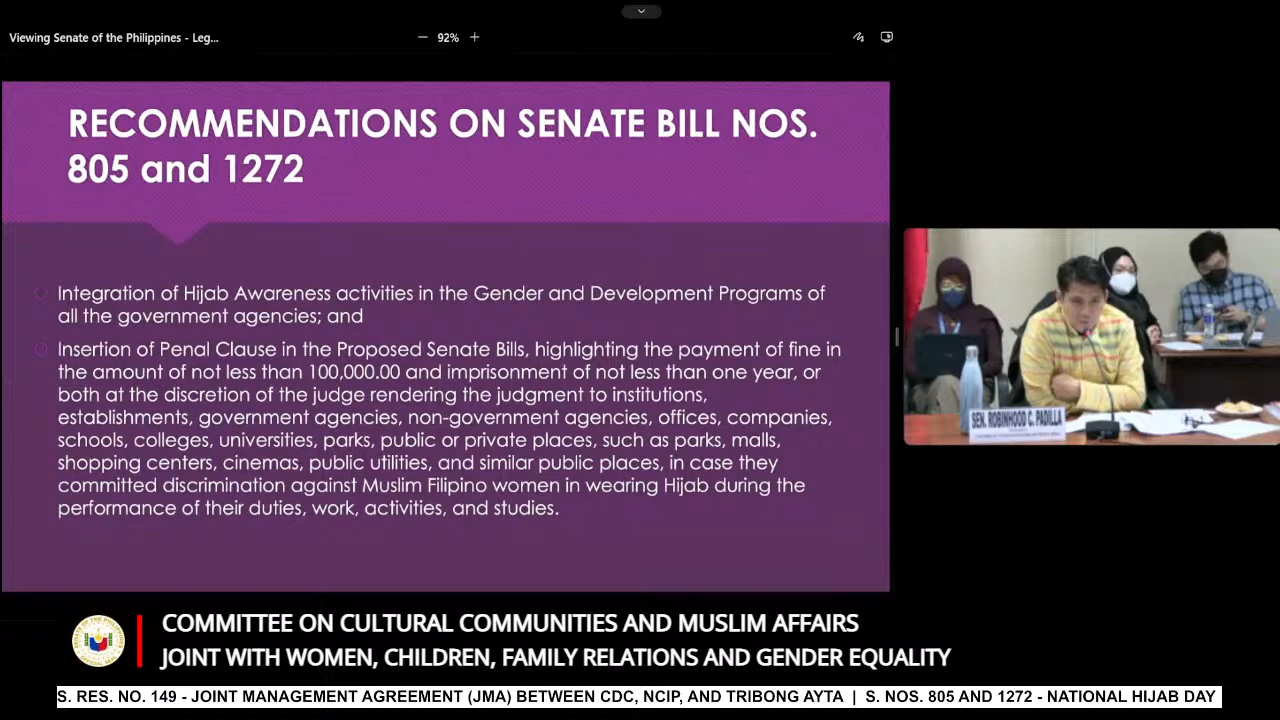 Viewing Senate of the Philippines - Leg...
92%
RECOMMENDATIONS ON SENATE BILL NOS.
805 and 1272
Integration of Hijab Awareness activities in the Gender and Development Programs of
all the government agencies; and
Insertion of Penal Clause in the Proposed Senate Bills, highlighting the payment of fine in
the amount of not less than 100,000.00 and imprisonment of not less than one year, or
both at the discretion of the judge rendering the judgment to institutions,
establishments, government agencies, non-government agencies, offices, companies,
schools, colleges, universities, parks, public or private places, such as parks, malls,
shopping centers, cinemas, public utilities, and similar public places, in case they
committed discrimination against Muslim Filipino women in wearing Hijab during the
performance of their duties, work, activities, and studies.
SEN. ROBINHOOD C. PADILLA
COMMITTEE ON CULTURAL COMMUNITIES AND MUSLIM AFFAIRS
JOINT WITH WOMEN, CHILDREN, FAMILY RELATIONS AND GENDER EQUALITY
S. RES. NO. 149 - JOINT MANAGEMENT AGREEMENT (JMA) BETWEEN CDC, NCIP, AND TRIBONG AYTA | S. NOS. 805 AND 1272 - NATIONAL HIJAB DAY